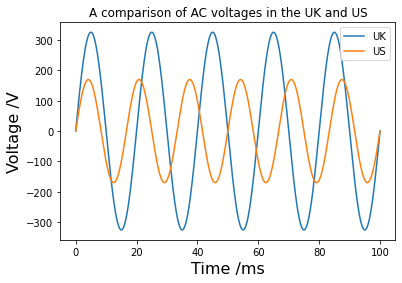 A comparison of AC voltages in the UK and US
UK
US
Voltage /V
300
200
100
0
−100
−200
−300
0 20 40 60 80 100
Time /ms